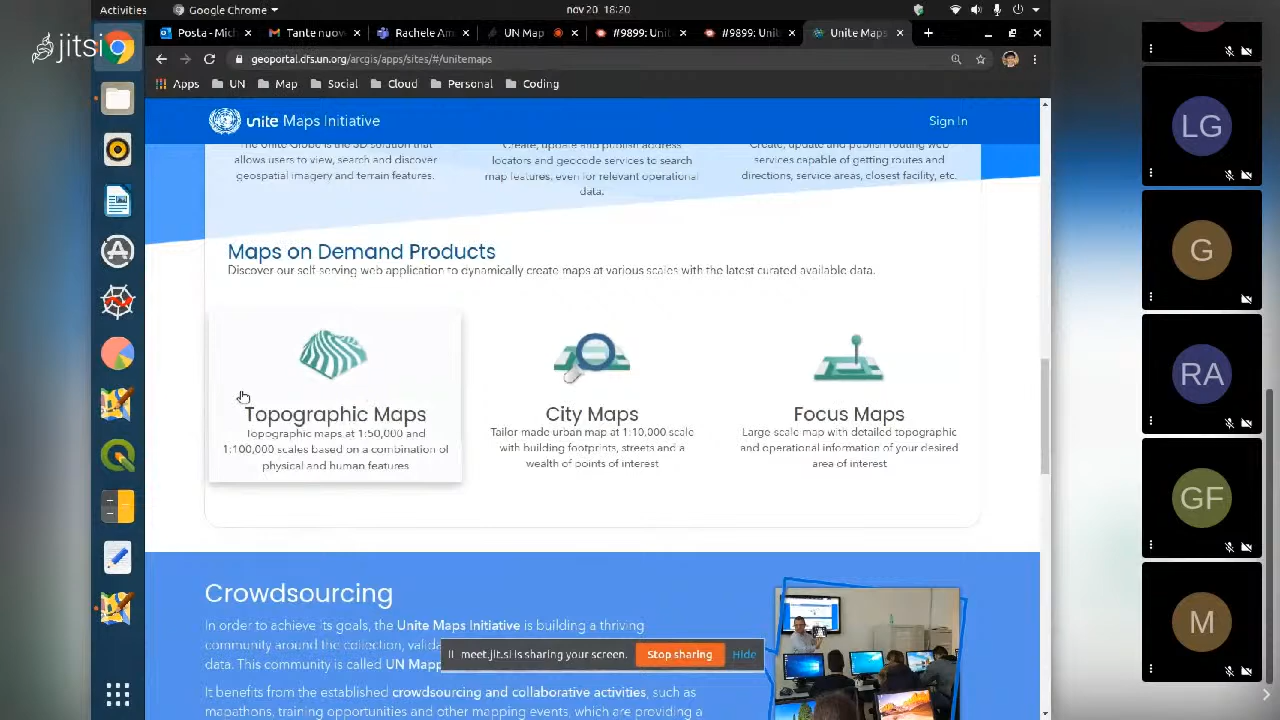 Activities
Google Chrome
nov 20 18:20
jitsi
Posta - Mich
Tante nuov
Rachele Am
UN Map
#9899: Unit
#9899: Unit
Unite Maps
geoportal.dfs.un.org/arcgis/apps/sites/#/unitemaps
Apps
UN
Map
Social
Cloud
Personal
Coding
unite Maps Initiative
Sign In
The Unite Globe is the 3D solution that
allows users to view, search and discover
geospatial imagery and terrain features.
Create, update and publish address
locators and geocode services to search
map features, even for relevant operational
data.
Create, update and publish routing web
services capable of getting routes and
directions, service areas, closest facility, etc.
Maps on Demand Products
Discover our self-serving web application to dynamically create maps at various scales with the latest curated available data.
Topographic Maps
Topographic maps at 1:50,000 and
1:100,000 scales based on a combination of
physical and human features
City Maps
Tailor made urban map at 1:10,000 scale
with building footprints, streets and a
wealth of points of interest
Focus Maps
Large scale map with detailed topographic
and operational information of your desired
area of interest
Crowdsourcing
In order to achieve its goals, the Unite Maps Initiative is building a thriving
community around the collection, valida
data. This community is called UN Mapp
It benefits from the established crowdsourcing and collaborative activities, such as
mapathons, training opportunities and other mapping events, which are providing a
meet.jit.si is sharing your screen.
Stop sharing
Hide
LG
G
RA
GF
M